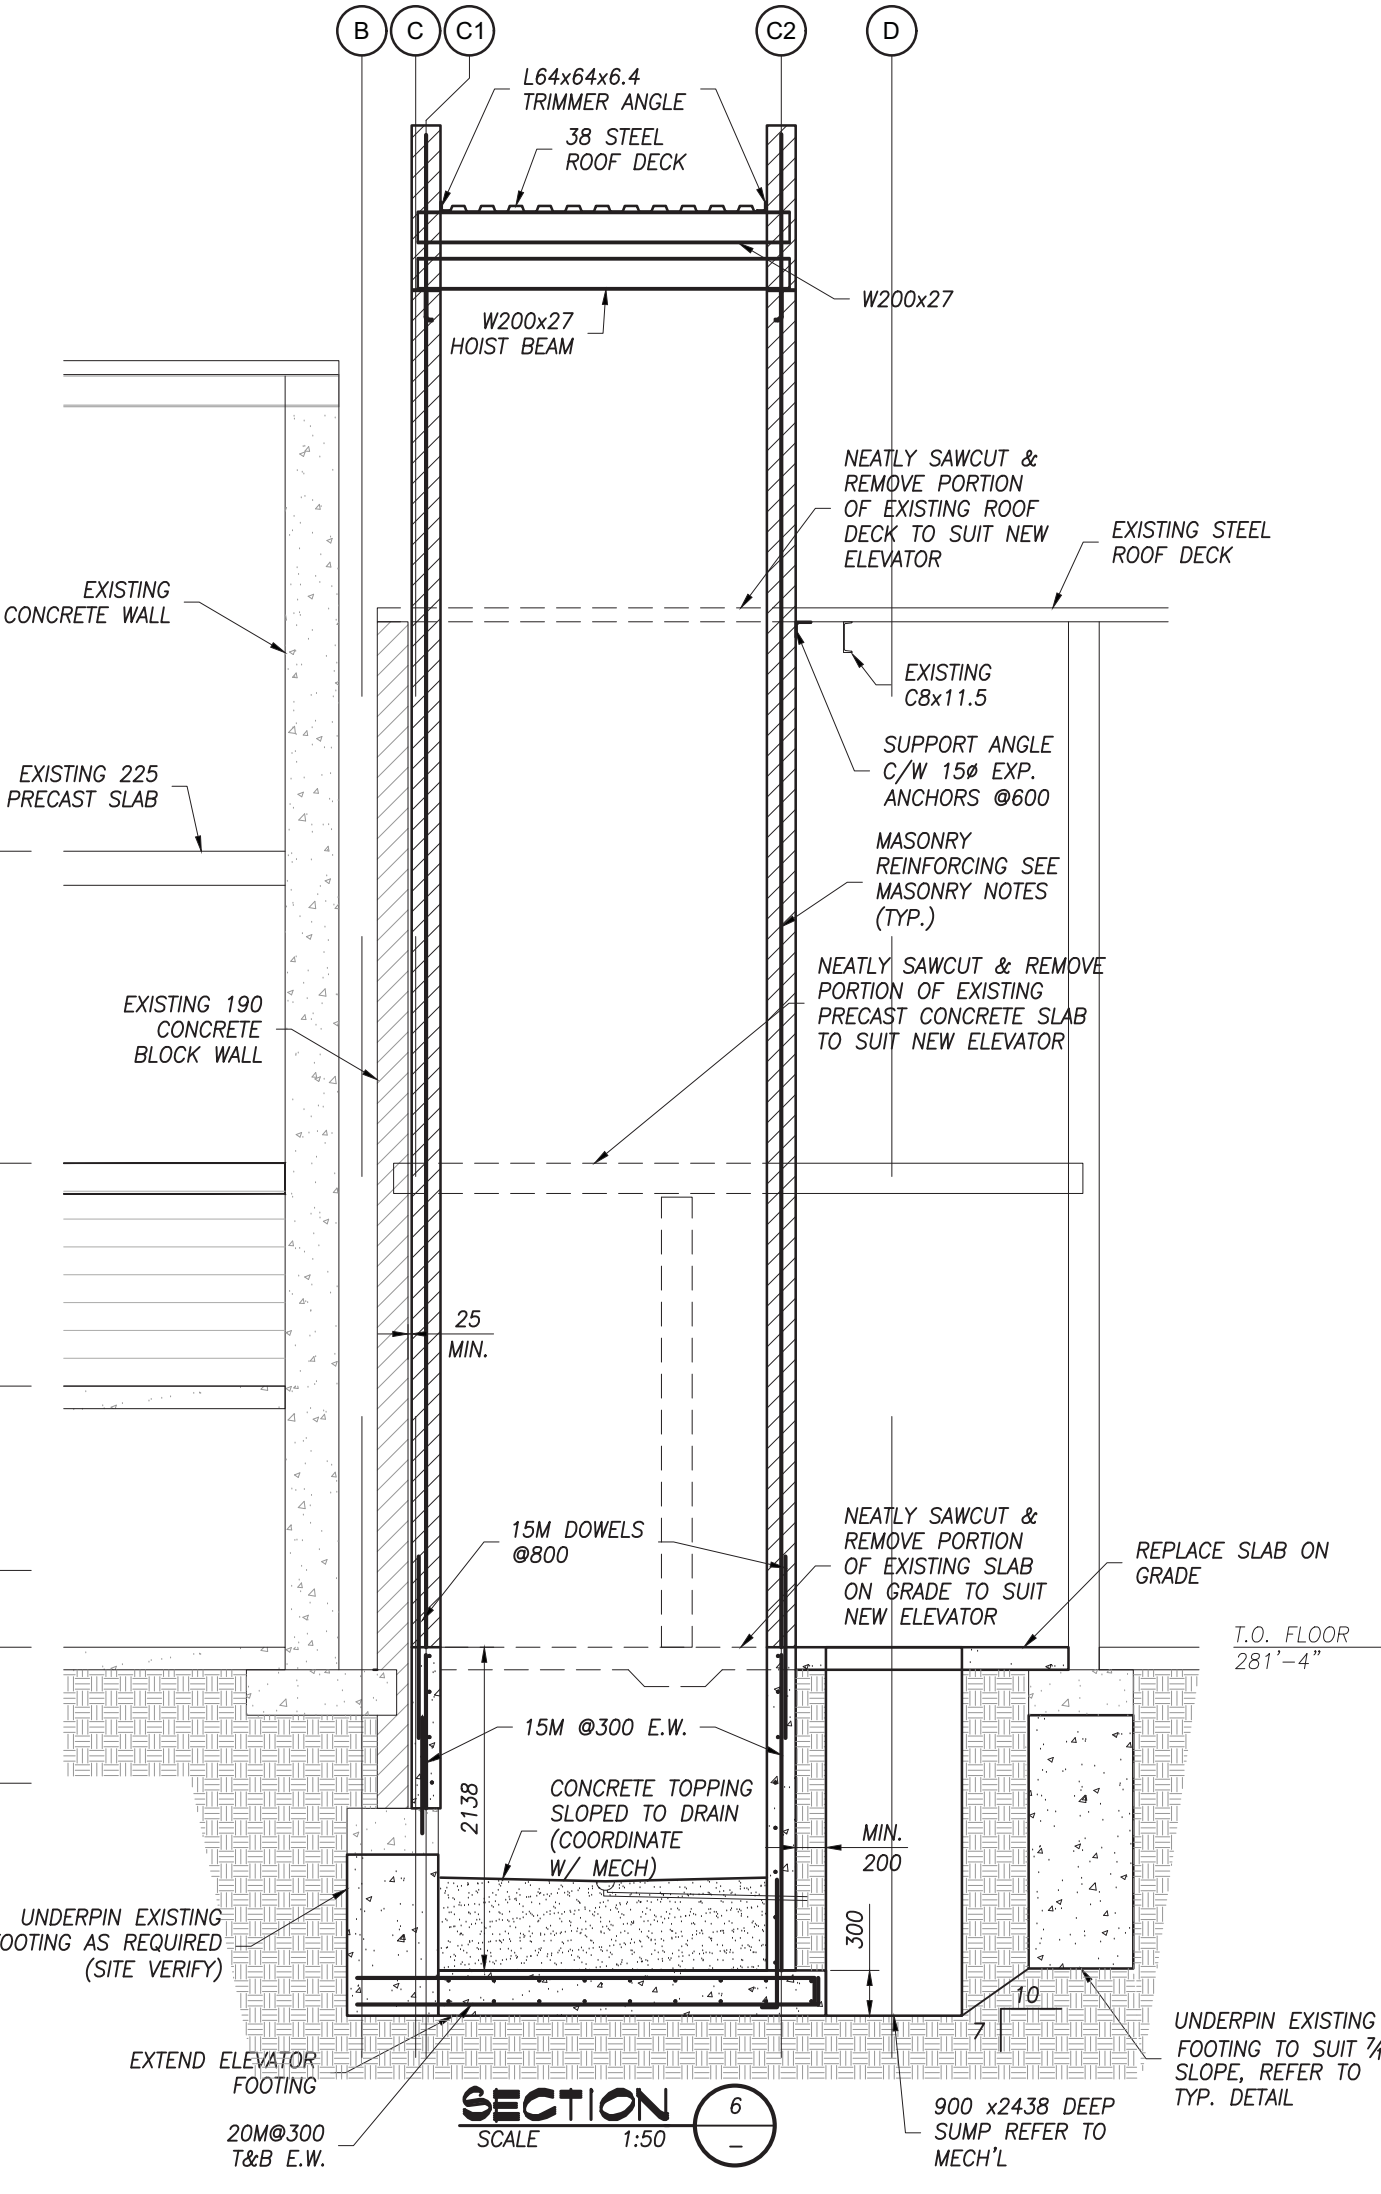 B
C
C1
C2
D
L64x64x6.4
TRIMMER ANGLE
38 STEEL
ROOF DECK
W200x27
W200x27
HOIST BEAM
NEATLY SAWCUT &
REMOVE PORTION
OF EXISTING ROOF
DECK TO SUIT NEW
ELEVATOR
EXISTING STEEL
ROOF DECK
EXISTING
CONCRETE WALL
EXISTING
C8x11.5
SUPPORT ANGLE
C/W 15ø EXP.
ANCHORS @600
EXISTING 225
PRECAST SLAB
MASONRY
REINFORCING SEE
MASONRY NOTES
(TYP.)
NEATLY SAWCUT & REMOVE
PORTION OF EXISTING
PRECAST CONCRETE SLAB
TO SUIT NEW ELEVATOR
EXISTING 190
CONCRETE
BLOCK WALL
25
MIN.
15M DOWELS
@800
NEATLY SAWCUT &
REMOVE PORTION
OF EXISTING SLAB
ON GRADE TO SUIT
NEW ELEVATOR
REPLACE SLAB ON
GRADE
T.O. FLOOR
281'-4"
15M @300 E.W.
2138
CONCRETE TOPPING
SLOPED TO DRAIN
(COORDINATE
W/ MECH)
MIN.
200
300
UNDERPIN EXISTING
FOOTING AS REQUIRED
(SITE VERIFY)
10
7
UNDERPIN EXISTING
FOOTING TO SUIT
SLOPE, REFER TO
TYP. DETAIL
EXTEND ELEVATOR
FOOTING
20M@300
T&B E.W.
900 x2438 DEEP
SUMP REFER TO
MECH'L
SECTION
SCALE 1:50
6
–